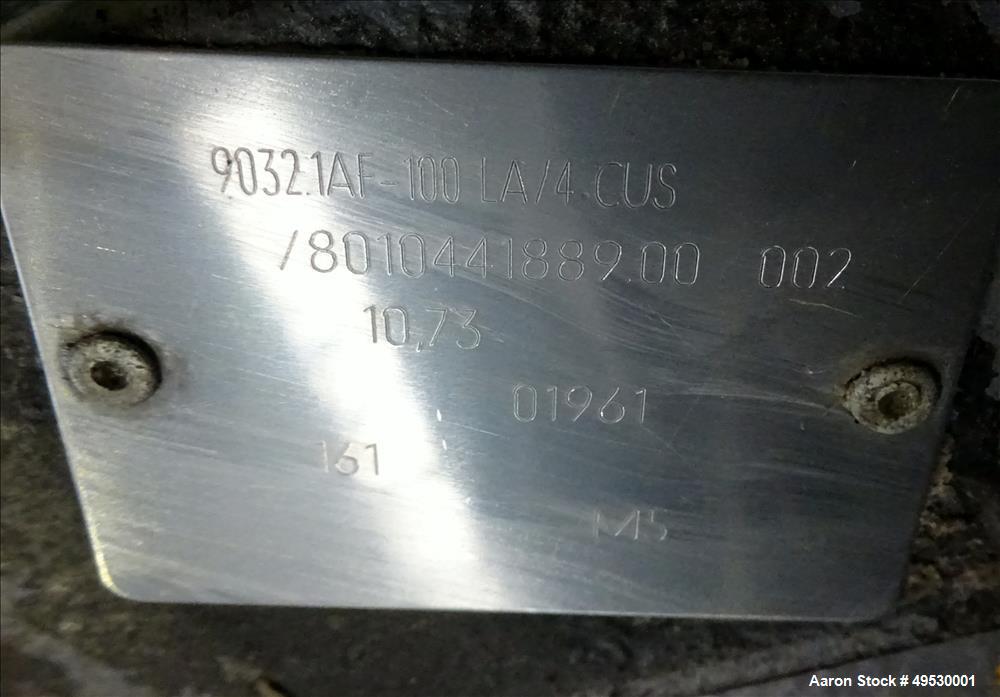 90321AF-100 LA/4 CUS
/8010441889.00 002
10,73
01961
161
M5
Aaron Stock # 49530001